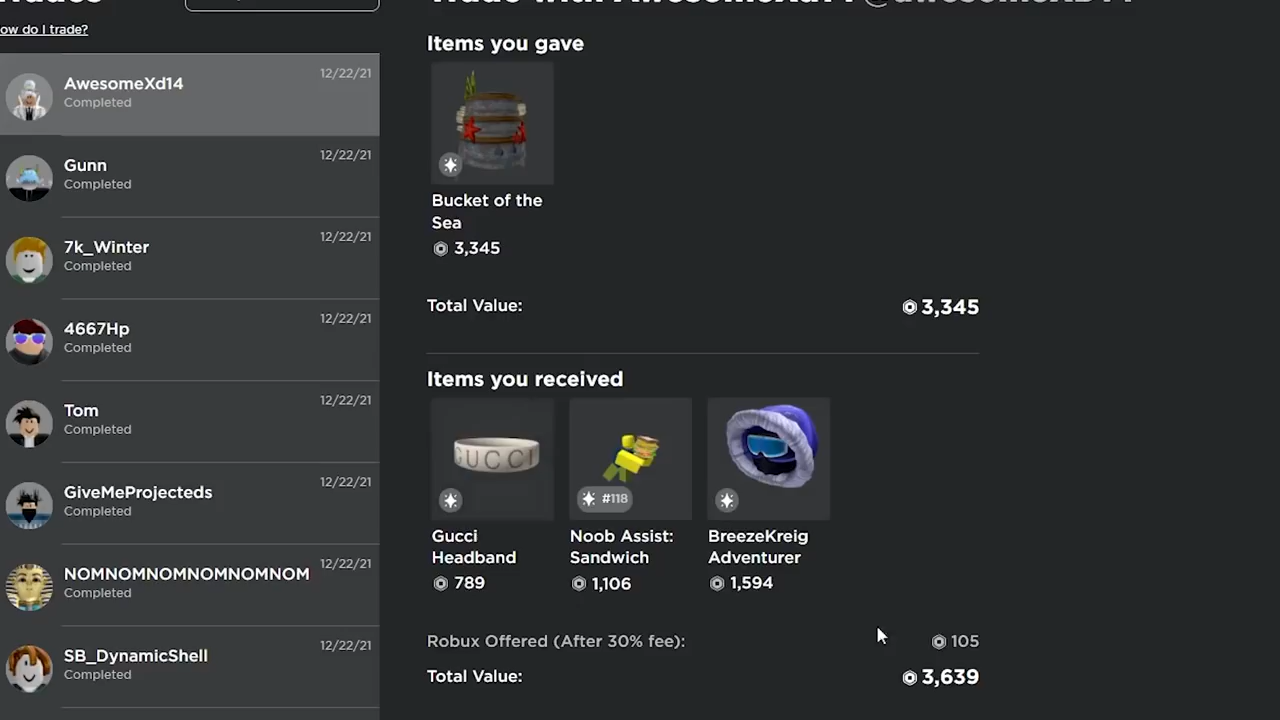 ow do I trade?
AwesomeXd14
12/22/21
Completed
Gunn
12/22/21
Completed
7k_Winter
12/22/21
Completed
4667Hp
12/22/21
Completed
Tom
12/22/21
Completed
GiveMeProjecteds
12/22/21
Completed
NOMNOMNOMNOMNOMNOM
12/22/21
Completed
SB_DynamicShell
12/22/21
Completed
Items you gave
Bucket of the
Sea
3,345
Total Value:
3,345
Items you received
GUCCI
Gucci
Headband
789
#118
Noob Assist:
Sandwich
1,106
BreezeKreig
Adventurer
1,594
Robux Offered (After 30% fee):
105
Total Value:
3,639